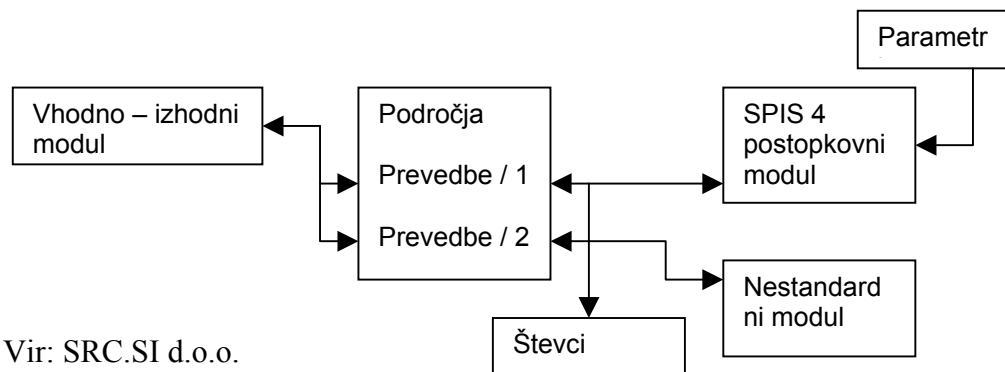 Parametr
Vhodno – izhodni
modul
Področja
Prevedbe / 1
Prevedbe / 2
SPIS 4
postopkovni
modul
Nestandard
ni modul
Števci
Vir: SRC.SI d.o.o.